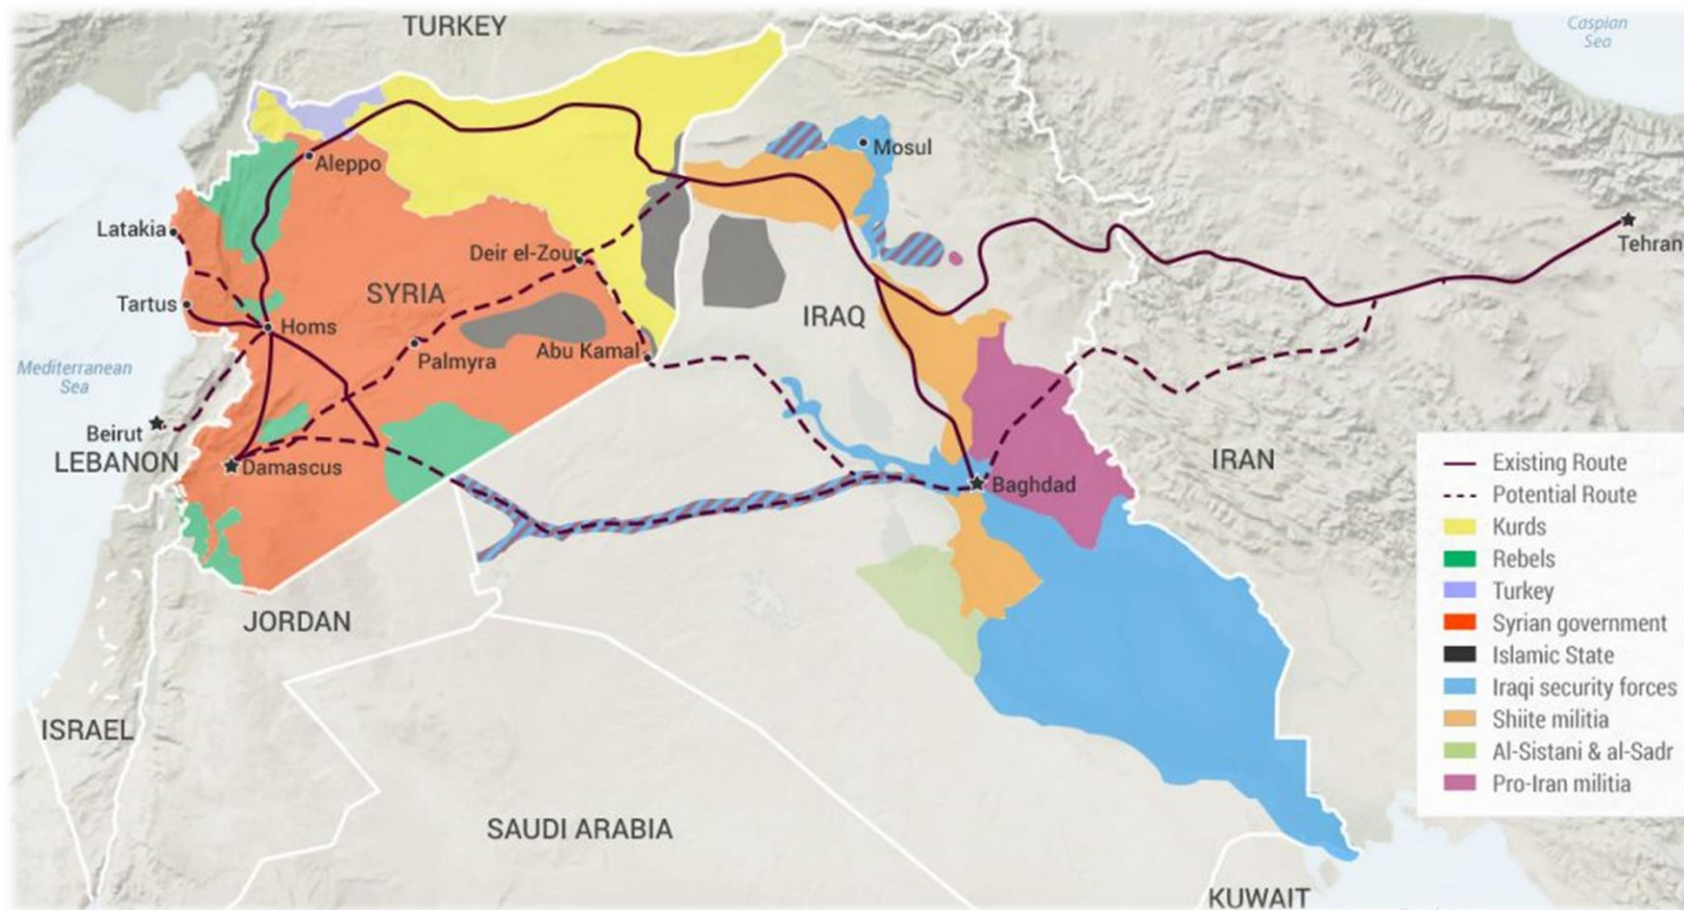 TURKEY
Caspian
Sea
Aleppo
Mosul
Latakia
Tehran
Deir el-Zour
SYRIA
Tartus
Homs
IRAQ
Abu Kamal
Palmyra
Mediterranean
Sea
Beirut
LEBANON
Damascus
IRAN
Baghdad
JORDAN
ISRAEL
SAUDI ARABIA
KUWAIT
Existing Route
Potential Route
Kurds
Rebels
Turkey
Syrian government
Islamic State
Iraqi security forces
Shiite militia
Al-Sistani & al-Sadr
Pro-Iran militia